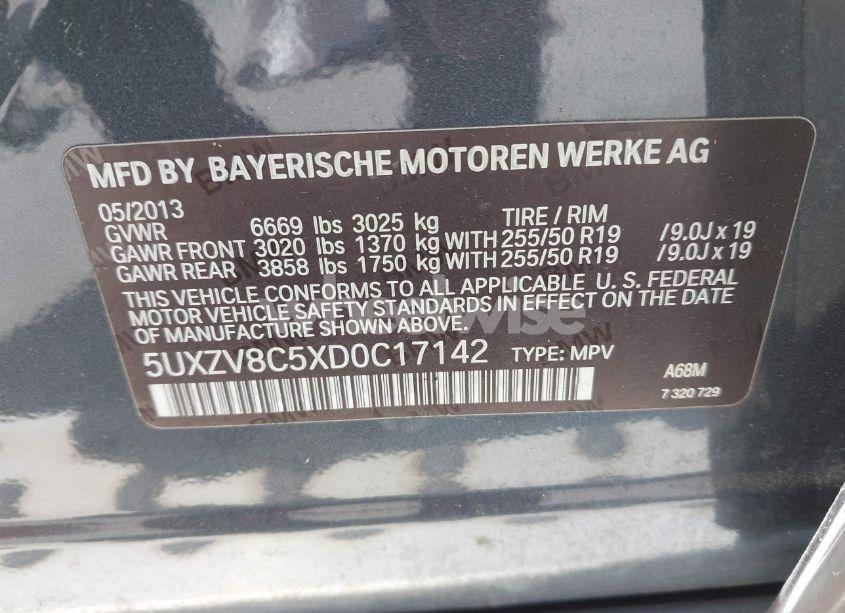 MFD BY BAYERISCHE MOTOREN WERKE AG
05/2013
GVWR 6669 lbs 3025 kg TIRE / RIM
GAWR FRONT 3020 lbs 1370 kg WITH 255/50 R19 /9.0J x 19
GAWR REAR 3858 lbs 1750 kg WITH 255/50 R19 /9.0J x 19
THIS VEHICLE CONFORMS TO ALL APPLICABLE U. S. FEDERAL
MOTOR VEHICLE SAFETY STANDARDS IN EFFECT ON THE DATE
OF MANUFACTURE SHOWN ABOVE.
5UXZV8C5XD0C17142 TYPE: MPV A68M
7 320 729